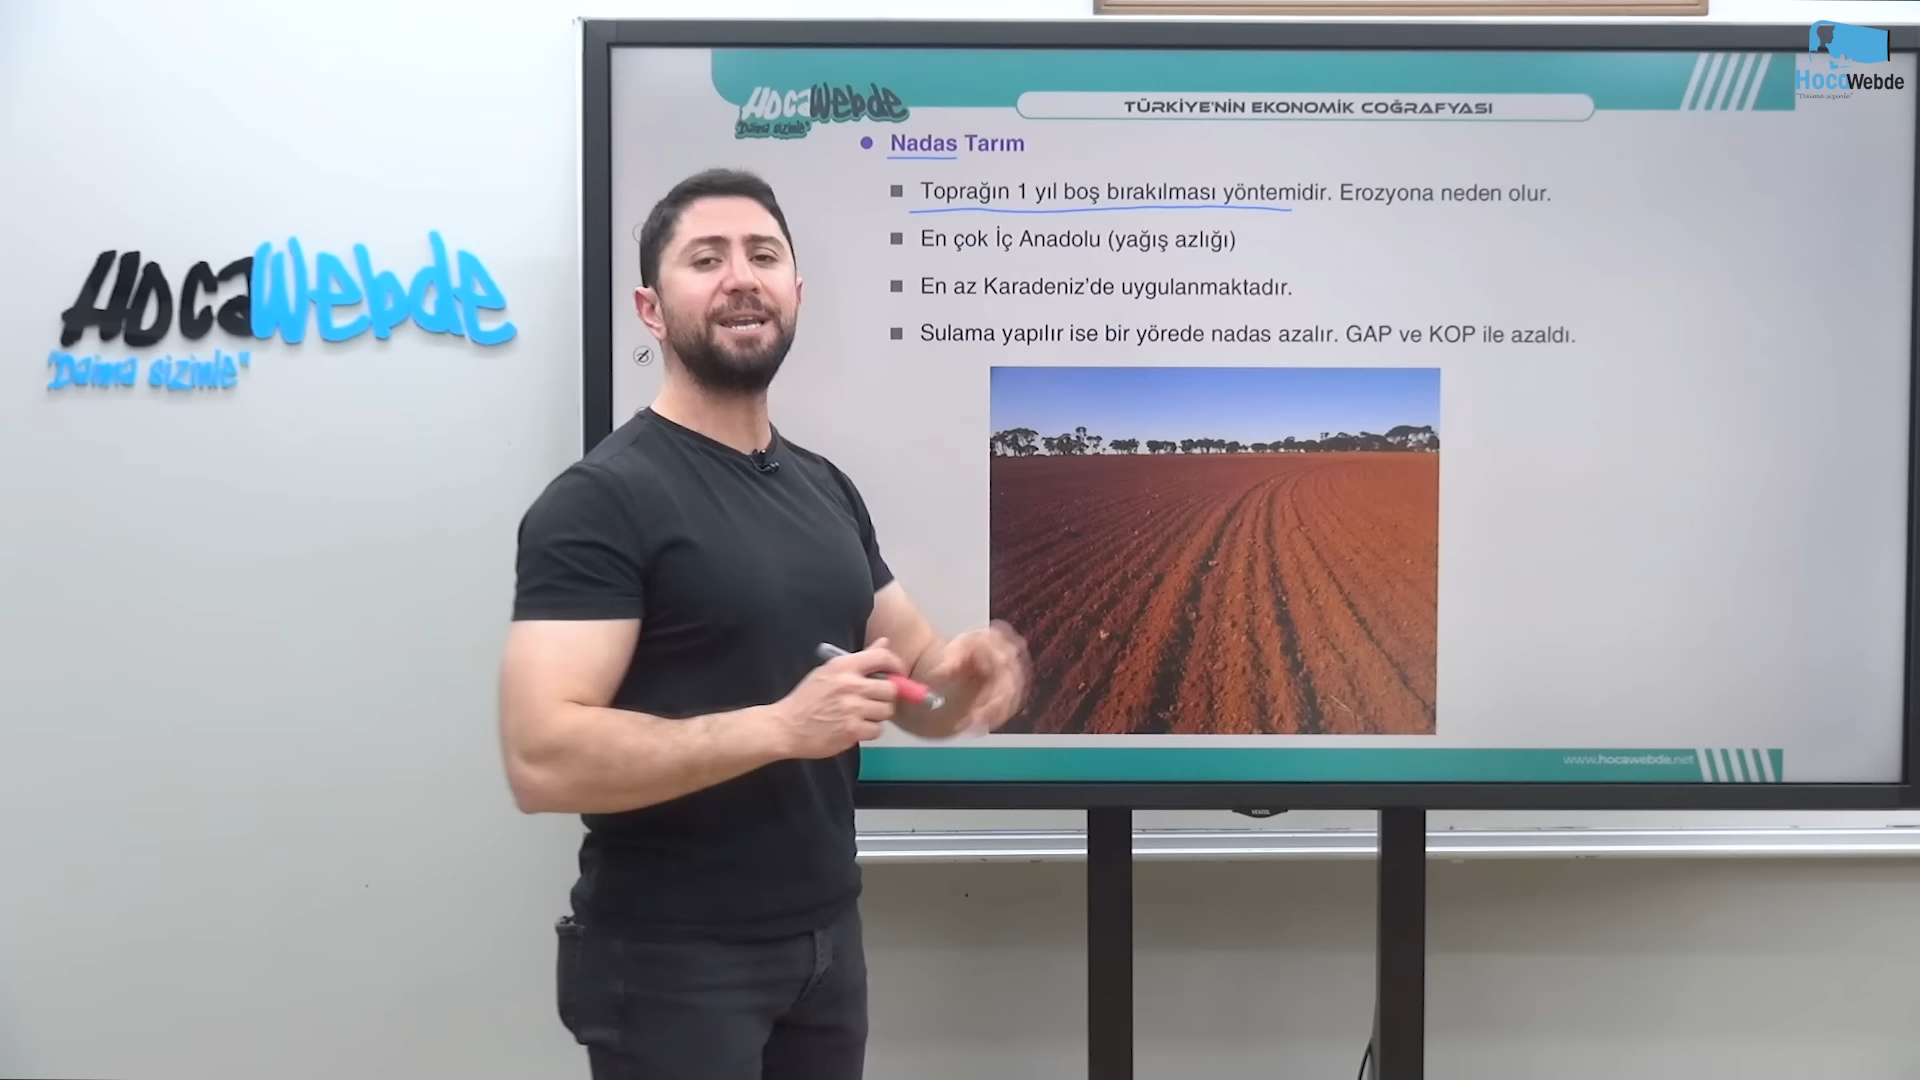 HocaWebde
"Daima sizinle"
HocaWebde
"Daima sizinle"
TÜRKİYE'NİN EKONOMİK COĞRAFYASI
HocaWebde
"Daima sizinle"
Nadas Tarım
Toprağın 1 yıl boş bırakılması yöntemidir. Erozyona neden olur.
En çok İç Anadolu (yağış azlığı)
En az Karadeniz'de uygulanmaktadır.
Sulama yapılır ise bir yörede nadas azalır. GAP ve KOP ile azaldı.
www.hocawebde.net